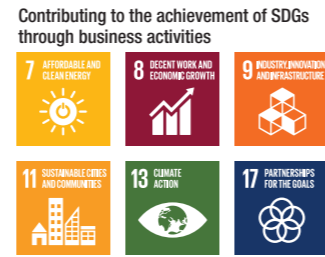 Contributing to the achievement of SDGs
through business activities
7 AFFORDABLE AND
CLEAN ENERGY
8 DECENT WORK AND
ECONOMIC GROWTH
9 INDUSTRY, INNOVATION
AND INFRASTRUCTURE
11 SUSTAINABLE CITIES
AND COMMUNITIES
13 CLIMATE
ACTION
17 PARTNERSHIPS
FOR THE GOALS